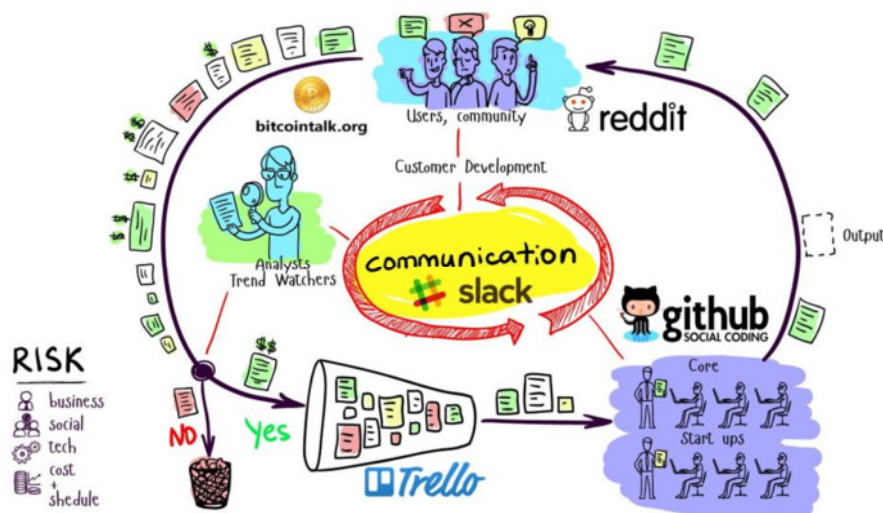 $
$
$
$
$
$
$
bitcointalk.org
Users, community
reddit
Customer Development
Analysts
Trend Watchers
communication
slack
Output
github
SOCIAL CODING
Core
Start ups
RISK
business
social
tech
cost
+
shedule
$$
NO
Yes
Trello